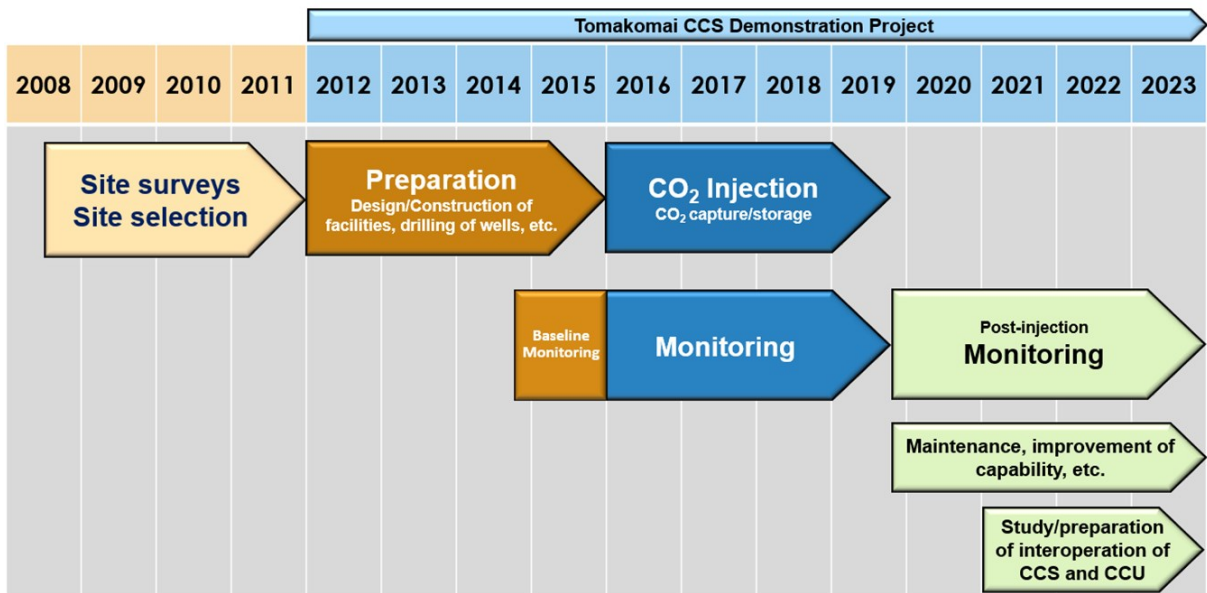 Tomakomai CCS Demonstration Project
2008 2009 2010 2011 2012 2013 2014 2015 2016 2017 2018 2019 2020 2021 2022 2023
Site surveys
Site selection
Preparation
Design/Construction of
facilities, drilling of wells, etc.
CO₂ Injection
CO₂ capture/storage
Baseline
Monitoring
Monitoring
Post-injection
Monitoring
Maintenance, improvement of
capability, etc.
Study/preparation
of interoperation of
CCS and CCU